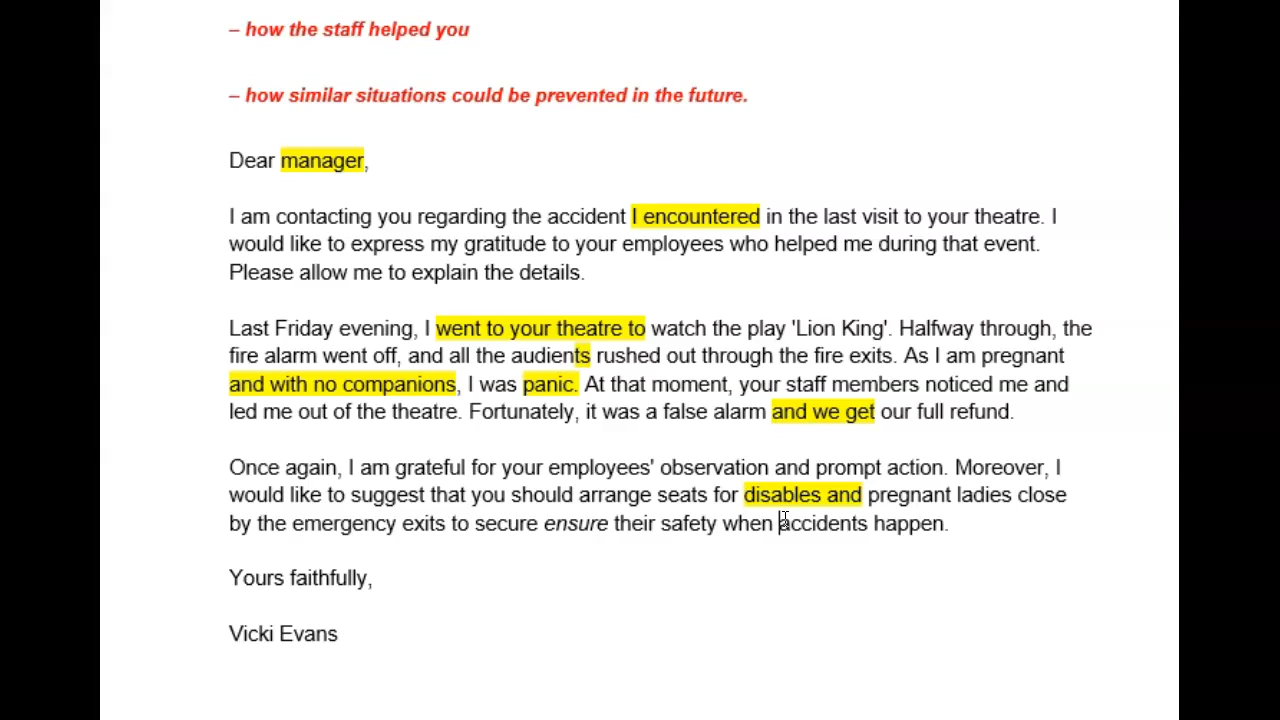 – how the staff helped you
– how similar situations could be prevented in the future.
Dear manager,
I am contacting you regarding the accident I encountered in the last visit to your theatre. I
would like to express my gratitude to your employees who helped me during that event.
Please allow me to explain the details.
Last Friday evening, I went to your theatre to watch the play 'Lion King'. Halfway through, the
fire alarm went off, and all the audients rushed out through the fire exits. As I am pregnant
and with no companions, I was panic. At that moment, your staff members noticed me and
led me out of the theatre. Fortunately, it was a false alarm and we get our full refund.
Once again, I am grateful for your employees' observation and prompt action. Moreover, I
would like to suggest that you should arrange seats for disables and pregnant ladies close
by the emergency exits to secure ensure their safety when accidents happen.
Yours faithfully,
Vicki Evans